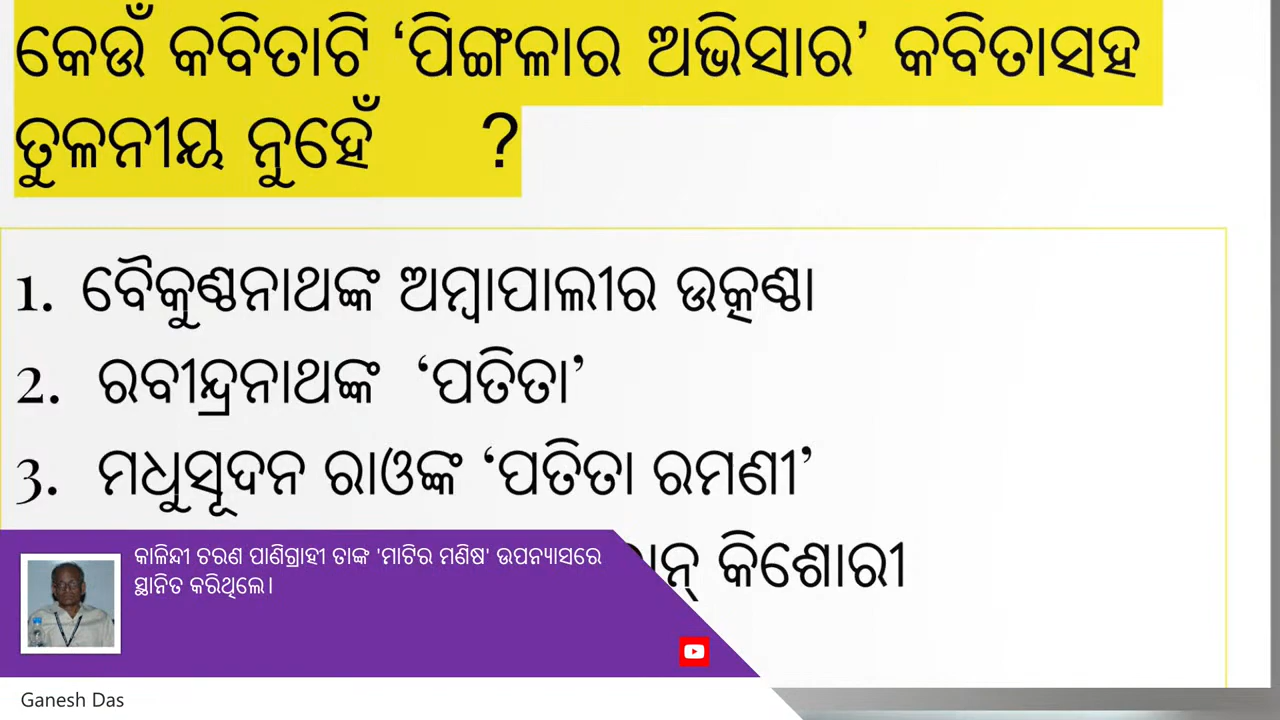 କେଉଁ କବିତାଟି ‘ପିଙ୍ଗଳାର ଅଭିସାର’ କବିତାସହ
ତୁଳନୀୟ ନୁହେଁ ?
1. ବୈକୁଣ୍ଠନାଥଙ୍କ ଅମ୍ବାପାଲୀର ଉତ୍କଣ୍ଠା
2. ରବୀନ୍ଦ୍ରନାଥଙ୍କ ‘ପତିତା’
3. ମଧୁସୂଦନ ରାଓଙ୍କ ‘ପତିତା ରମଣୀ’
କିଶୋରୀ
କାଳିନ୍ଦୀ ଚରଣ ପାଣିଗ୍ରାହୀ ତାଙ୍କ 'ମାଟିର ମଣିଷ' ଉପନ୍ୟାସରେ
ସ୍ଥାନିତ କରିଥିଲେ।
Ganesh Das